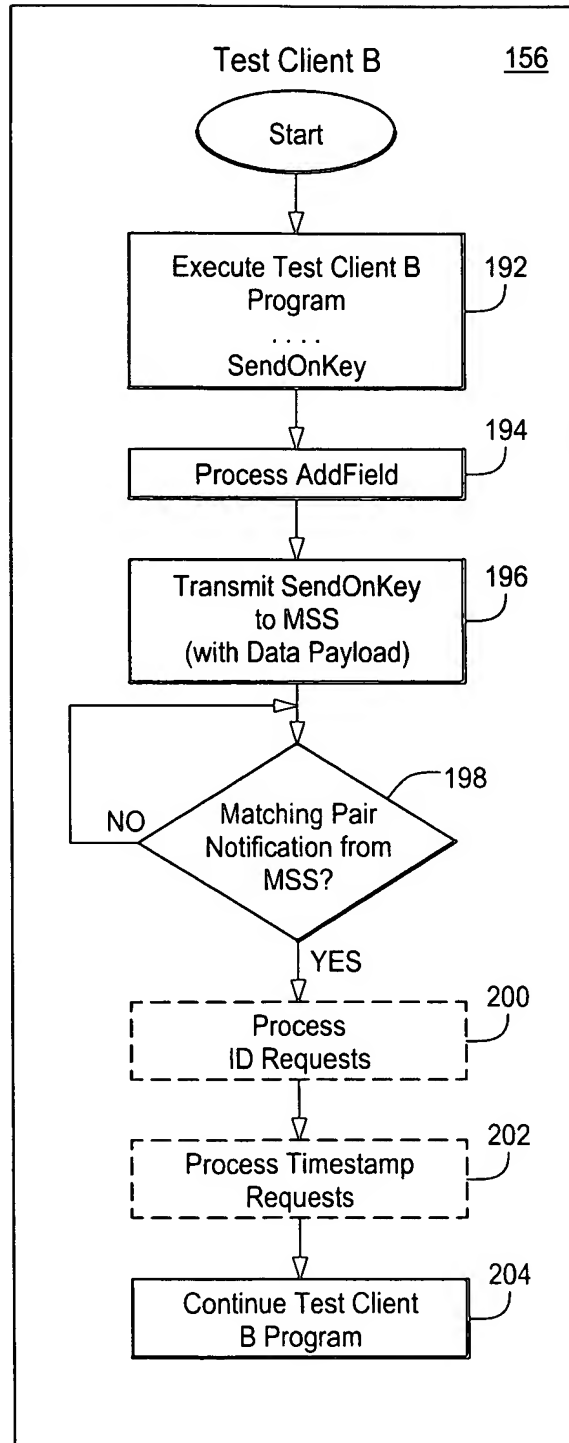 Test Client B
156
Start
Execute Test Client B
Program
. . . .
SendOnKey
192
Process AddField
194
Transmit SendOnKey
to MSS
(with Data Payload)
196
Matching Pair
Notification from
MSS?
198
NO
YES
Process
ID Requests
200
Process Timestamp
Requests
202
Continue Test Client
B Program
204